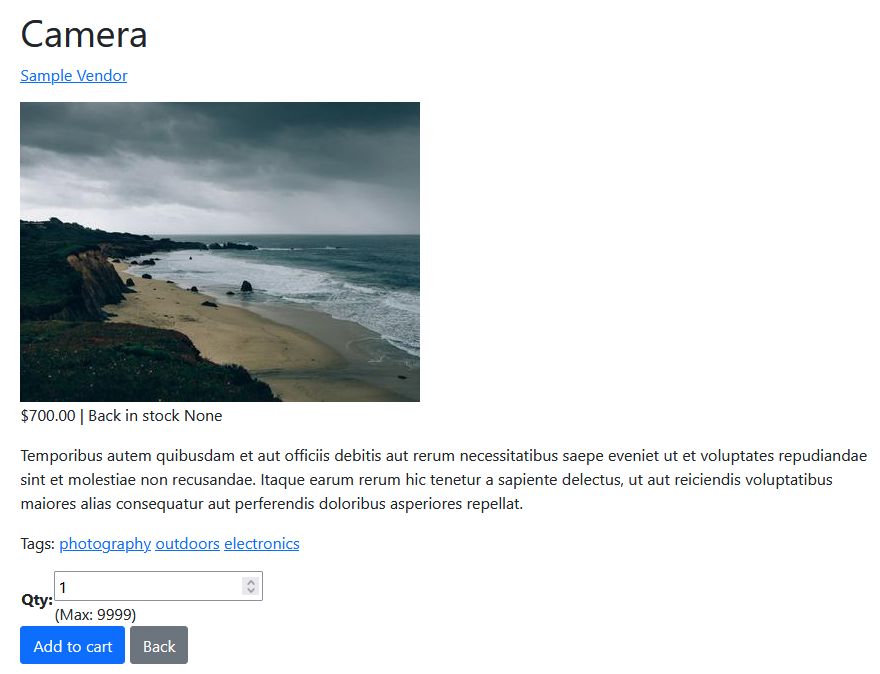 Camera
Sample Vendor
$700.00 | Back in stock None
Temporibus autem quibusdam et aut officiis debitis aut rerum necessitatibus saepe eveniet ut et voluptates repudiandae
sint et molestiae non recusandae. Itaque earum rerum hic tenetur a sapiente delectus, ut aut reiciendis voluptatibus
maiores alias consequatur aut perferendis doloribus asperiores repellat.
Tags: photography outdoors electronics
Qty: 1
(Max: 9999)
Add to cart Back